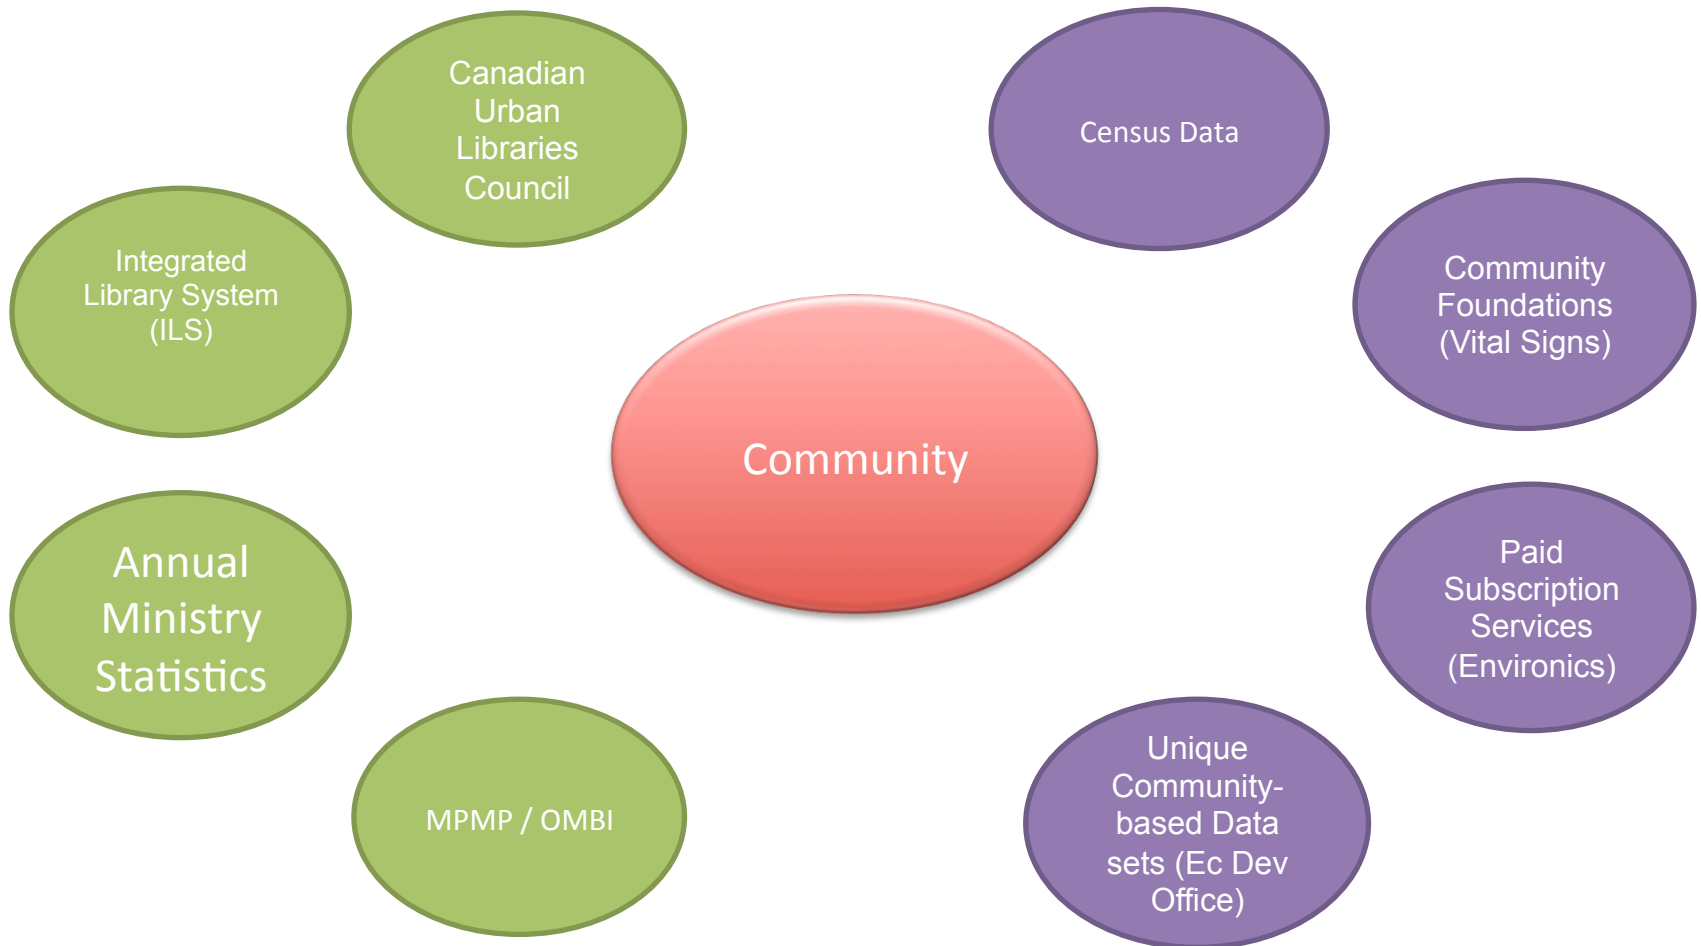 Canadian
Urban
Libraries
Council
Census Data
Integrated
Library System
(ILS)
Community
Foundations
(Vital Signs)
Community
Annual
Ministry
Statistics
Paid
Subscription
Services
(Environics)
MPMP / OMBI
Unique
Community-
based Data
sets (Ec Dev
Office)